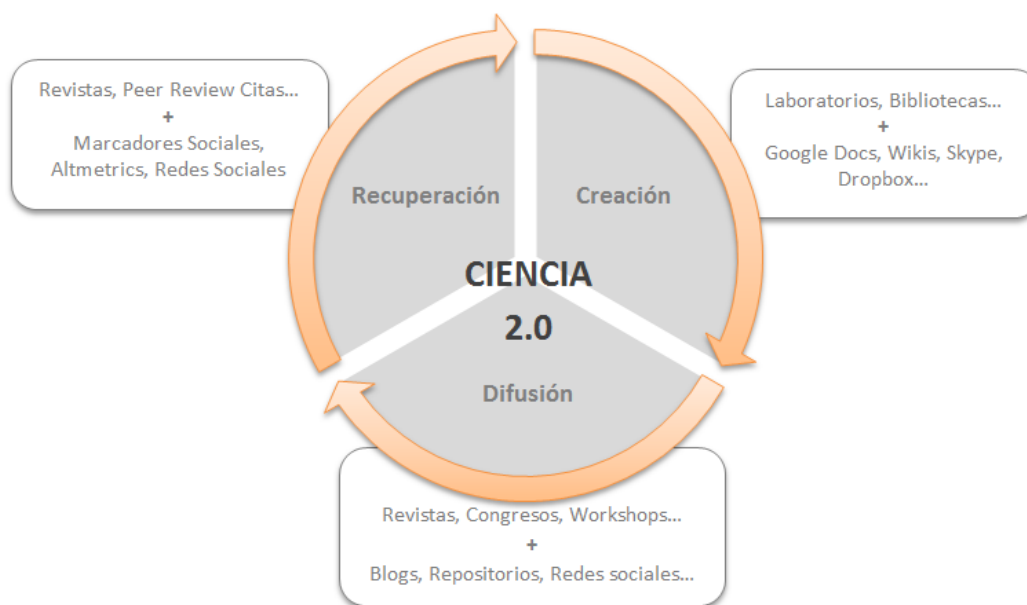 Revistas, Peer Review Citas...
+
Marcadores Sociales,
Altmetrics, Redes Sociales
Laboratorios, Bibliotecas...
+
Google Docs, Wikis, Skype,
Dropbox...
Recuperación
Creación
CIENCIA
2.0
Difusión
Revistas, Congresos, Workshops...
+
Blogs, Repositorios, Redes sociales...